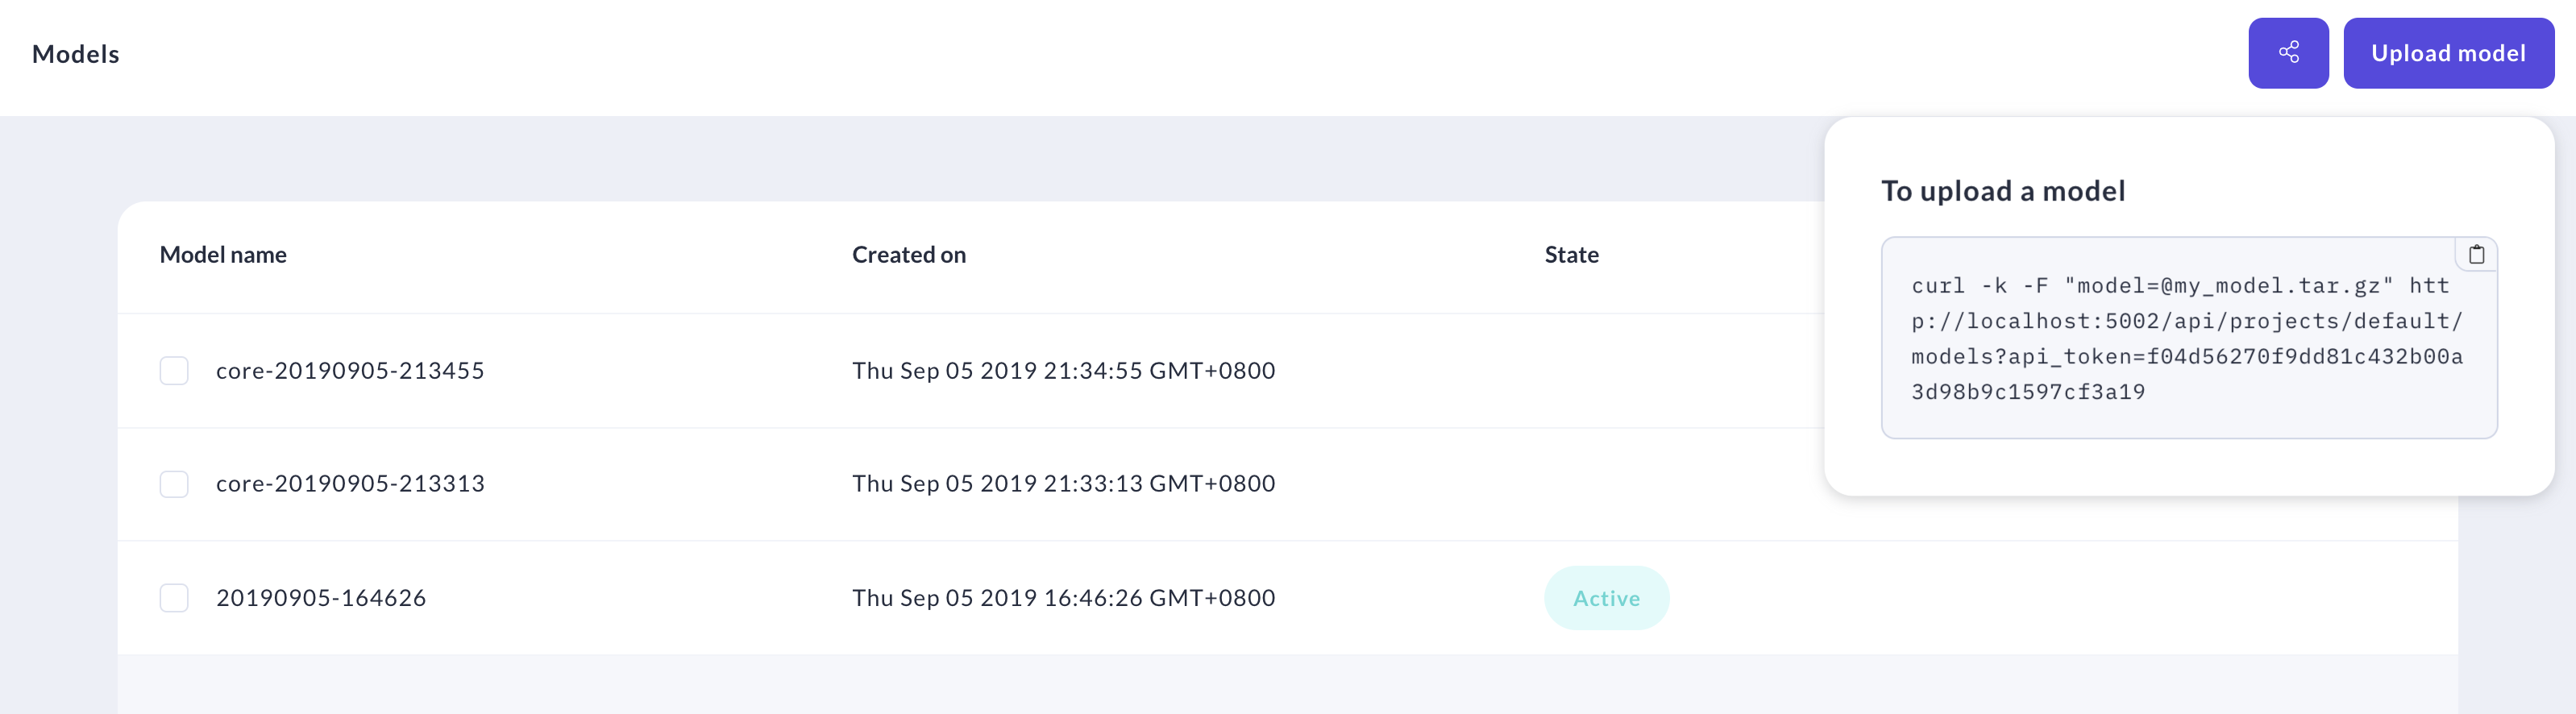 Models
Upload model
To upload a model
curl -k -F "model=@my_model.tar.gz" htt
p://localhost:5002/api/projects/default/
models?api_token=f04d56270f9dd81c432b00a
3d98b9c1597cf3a19
Model name Created on State
core-20190905-213455 Thu Sep 05 2019 21:34:55 GMT+0800
core-20190905-213313 Thu Sep 05 2019 21:33:13 GMT+0800
20190905-164626 Thu Sep 05 2019 16:46:26 GMT+0800 Active